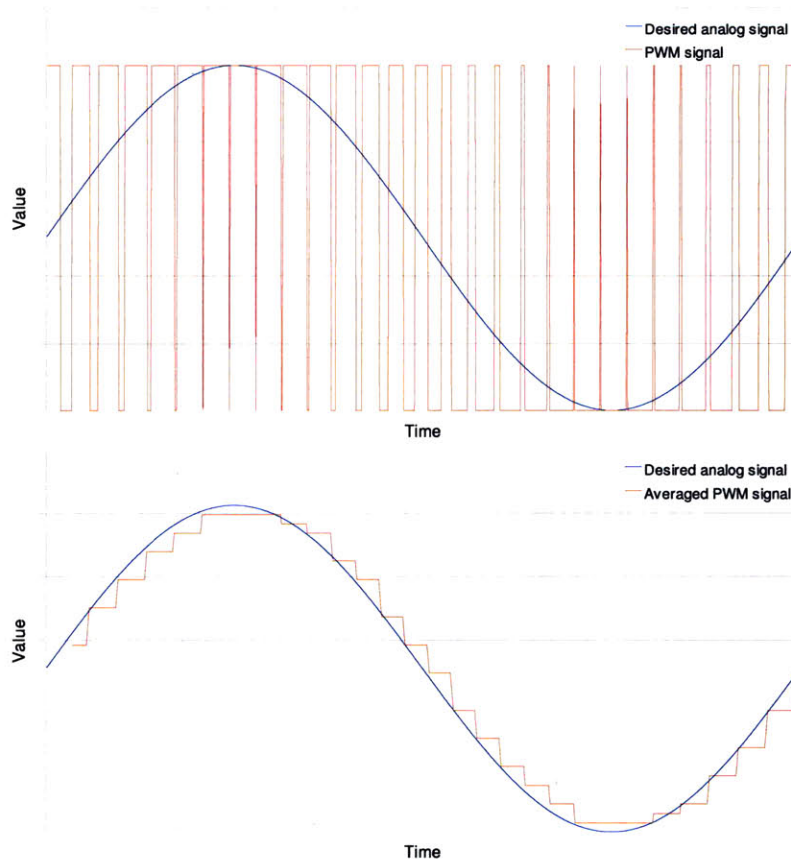 Desired analog signal
PWM signal
Value
Time
Desired analog signal
Averaged PWM signal
Value
Time